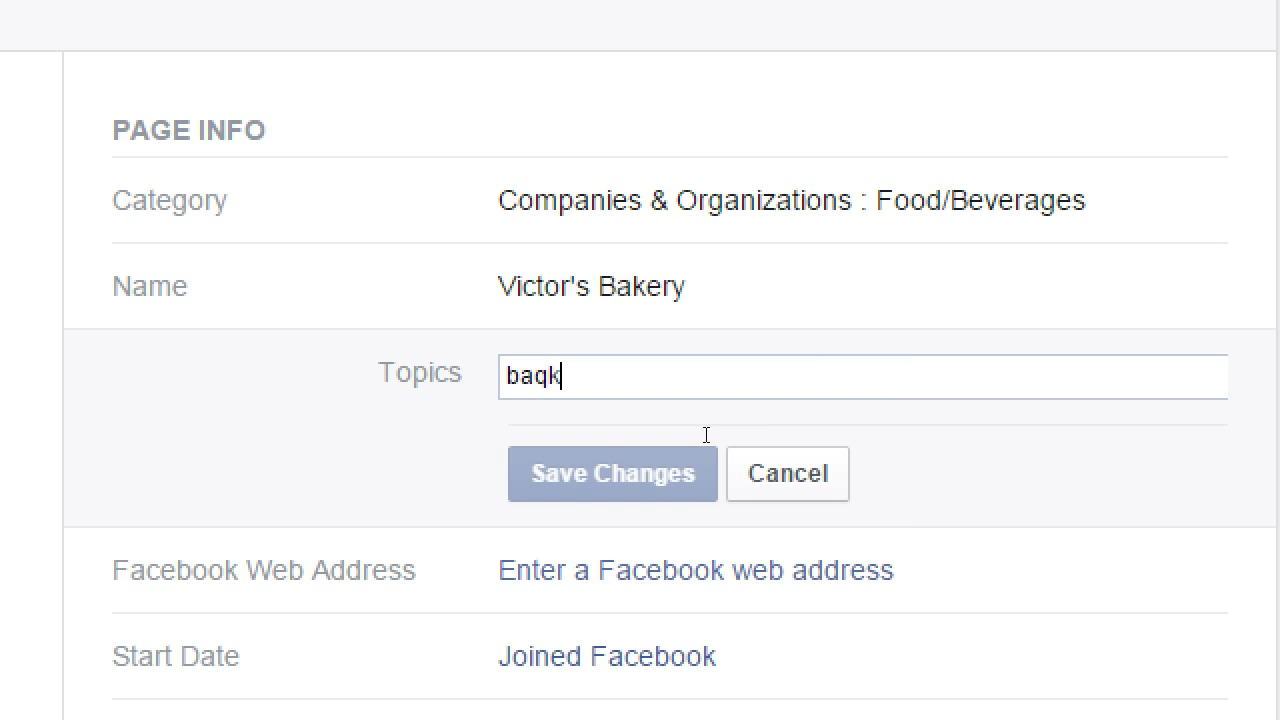 PAGE INFO
Category Companies & Organizations : Food/Beverages
Name Victor's Bakery
Topics baqk
Save Changes Cancel
Facebook Web Address Enter a Facebook web address
Start Date Joined Facebook